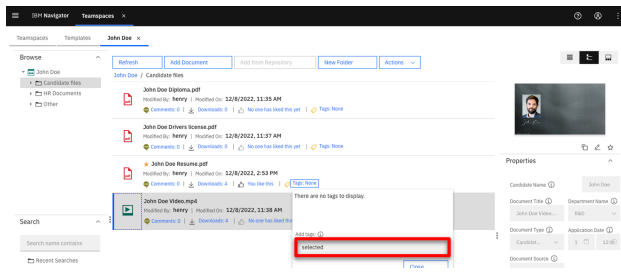 IBM Navigator Teamspaces ×
Teamspaces Templates John Doe ×
Browse
John Doe
Candidate files
HR Documents
Other
Refresh Add Document Add from Repository New Folder Actions
John Doe / Candidate files
John Doe Diploma.pdf
Modified By: henry | Modified On: 12/8/2022, 11:35 AM
Comments: 0 | Downloads: 0 | No one has liked this yet | Tags: None
John Doe Drivers license.pdf
Modified By: henry | Modified On: 12/8/2022, 11:37 AM
Comments: 0 | Downloads: 0 | No one has liked this yet | Tags: None
John Doe Resume.pdf
Modified By: henry | Modified On: 12/8/2022, 2:53 PM
Comments: 0 | Downloads: 4 | You like this | Tags: None
John Doe Video.mp4
Modified By: henry | Modified On: 12/8/2022, 11:38 AM
Comments: 0 | Downloads: 4 | No one has liked this
There are no tags to display.
Add tags:
selected
Close
Search
Search name contains
Recent Searches
Properties
Candidate Name
John Doe
Document Title Department Name
John Doe Video... R&D
Document Type Application Date
Candidat... 1 12:00
Document Source